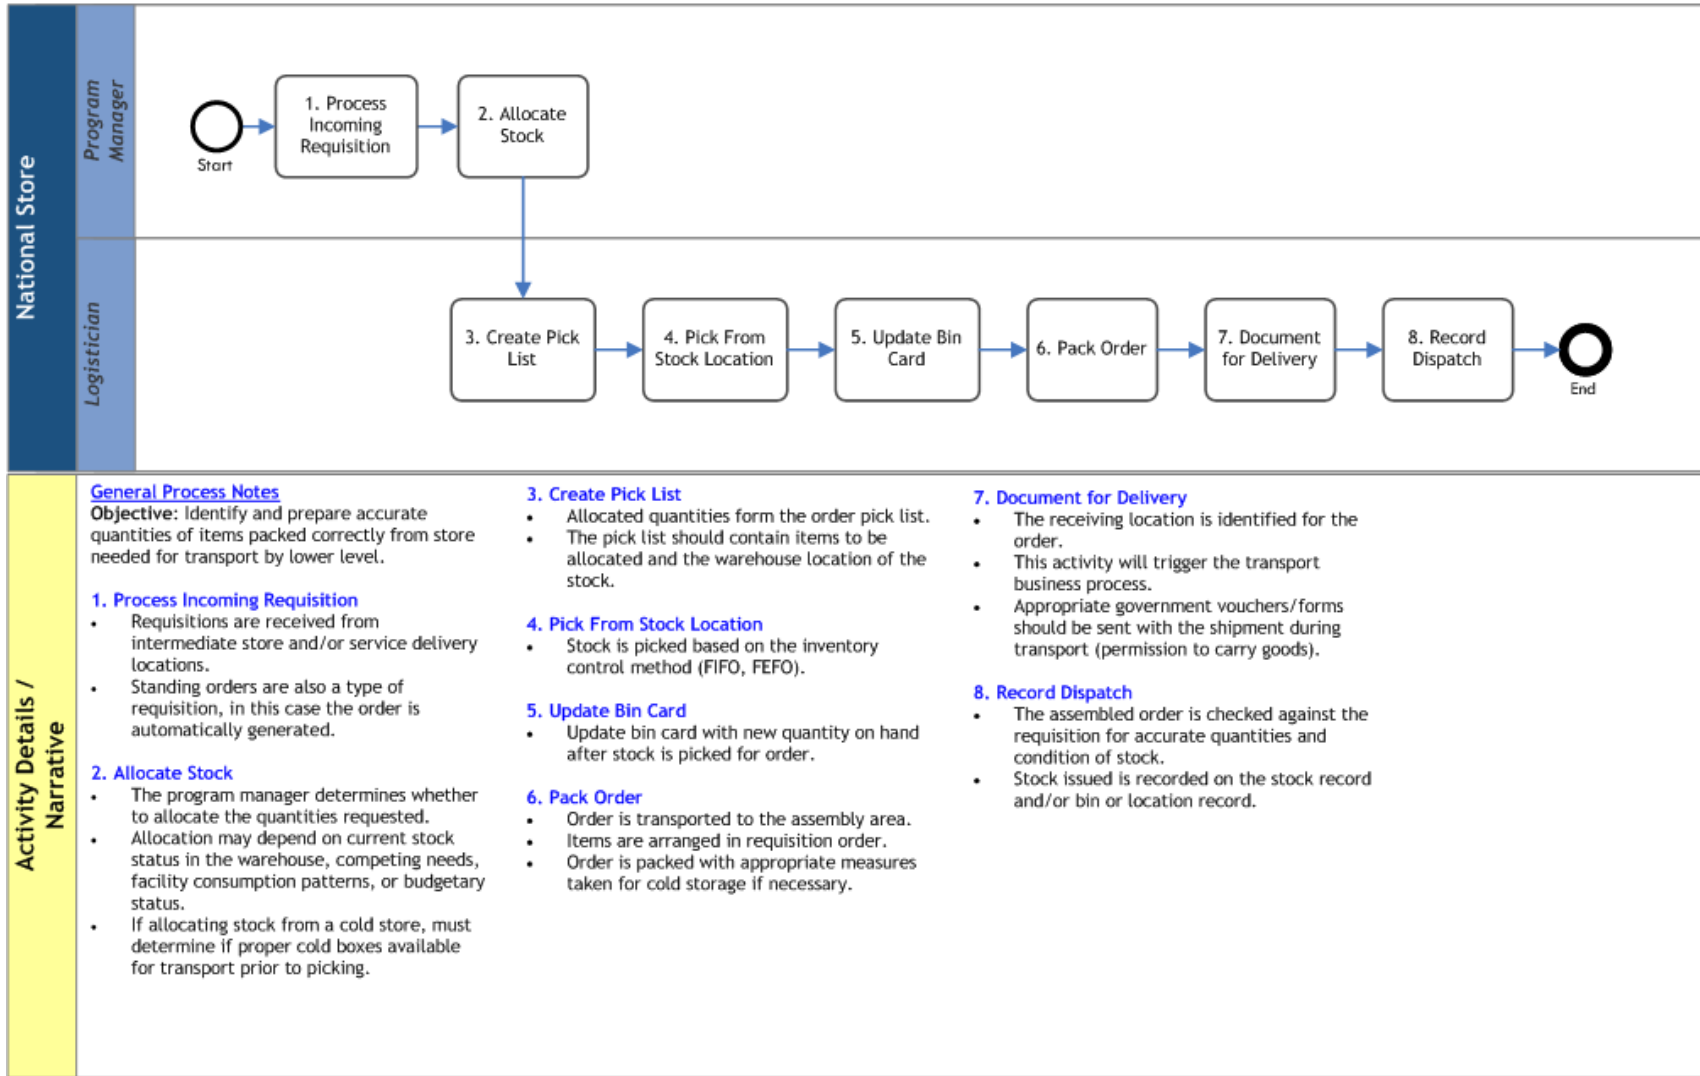 National Store
Program
Manager
Start
1. Process
Incoming
Requisition
2. Allocate
Stock
Logistician
3. Create Pick
List
4. Pick From
Stock Location
5. Update Bin
Card
6. Pack Order
7. Document
for Delivery
8. Record
Dispatch
End
Activity Details /
Narrative
General Process Notes
Objective: Identify and prepare accurate
quantities of items packed correctly from store
needed for transport by lower level.
1. Process Incoming Requisition
• Requisitions are received from
intermediate store and/or service delivery
locations.
• Standing orders are also a type of
requisition, in this case the order is
automatically generated.
2. Allocate Stock
• The program manager determines whether
to allocate the quantities requested.
• Allocation may depend on current stock
status in the warehouse, competing needs,
facility consumption patterns, or budgetary
status.
• If allocating stock from a cold store, must
determine if proper cold boxes available
for transport prior to picking.
3. Create Pick List
• Allocated quantities form the order pick list.
• The pick list should contain items to be
allocated and the warehouse location of the
stock.
4. Pick From Stock Location
• Stock is picked based on the inventory
control method (FIFO, FEFO).
5. Update Bin Card
• Update bin card with new quantity on hand
after stock is picked for order.
6. Pack Order
• Order is transported to the assembly area.
• Items are arranged in requisition order.
• Order is packed with appropriate measures
taken for cold storage if necessary.
7. Document for Delivery
• The receiving location is identified for the
order.
• This activity will trigger the transport
business process.
• Appropriate government vouchers/forms
should be sent with the shipment during
transport (permission to carry goods).
8. Record Dispatch
• The assembled order is checked against the
requisition for accurate quantities and
condition of stock.
• Stock issued is recorded on the stock record
and/or bin or location record.